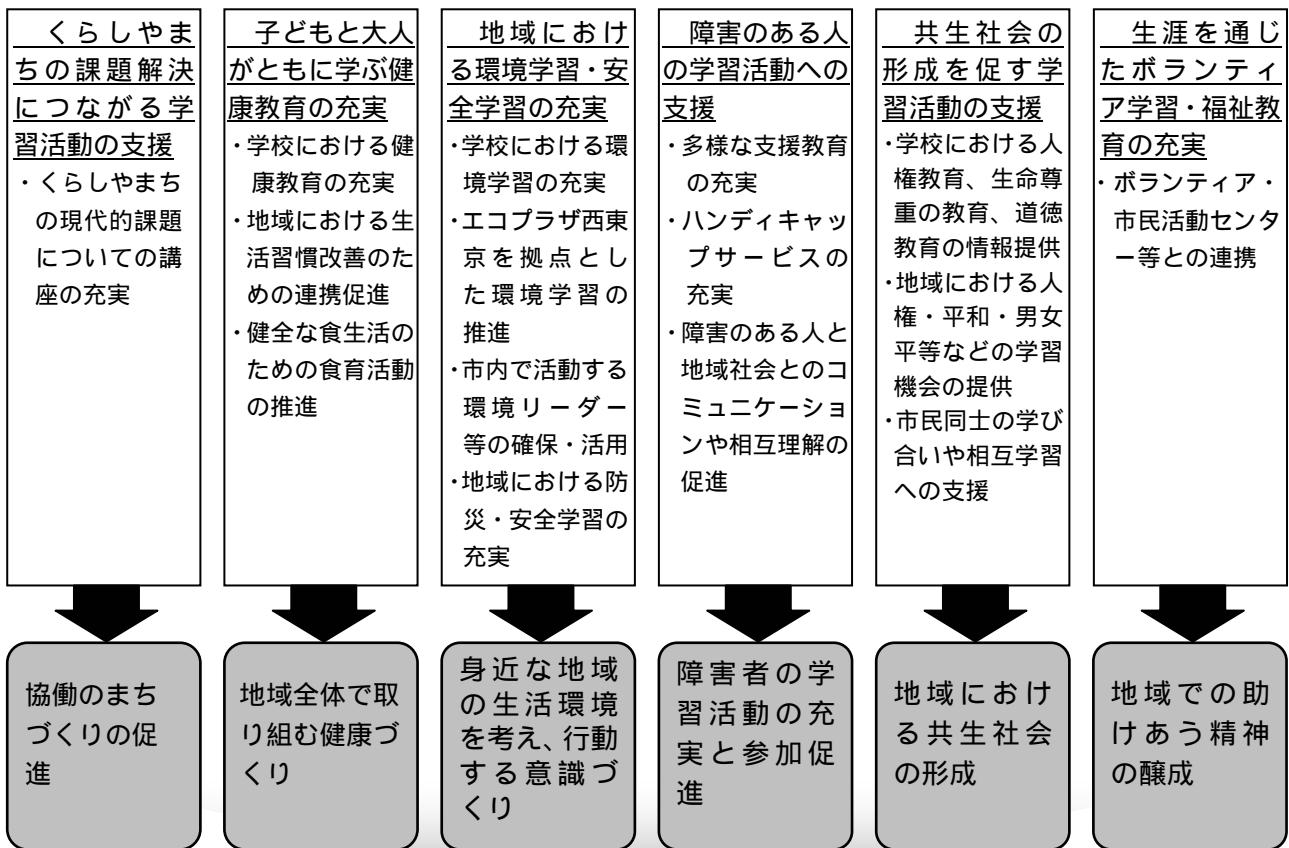 くらしやま
ちの課題解決
につながる学
習活動の支援
・くらしやまち
の現代的課題
についての講
座の充実
子どもと大人
がともに学ぶ健
康教育の充実
・学校における健
康教育の充実
・地域における生
活習慣改善のた
めの連携促進
・健全な食生活の
ための食育活動
の推進
地域におけ
る環境学習・安
全学習の充実
・学校における環
境学習の充実
・エコプラザ西東
京を拠点とし
た環境学習の
推進
・市内で活動する
環境リーダー
等の確保・活用
・地域における防
災・安全学習の
充実
障害のある人
の学習活動への
支援
・多様な支援教育
の充実
・ハンディキャッ
プサービスの
充実
・障害のある人と
地域社会とのコ
ミュニケーショ
ンや相互理解の
促進
共生社会の
形成を促す学
習活動の支援
・学校における人
権教育、生命尊
重の教育、道徳
教育の情報提供
・地域における人
権・平和・男女
平等などの学習
機会の提供
・市民同士の学び
合いや相互学習
への支援
生涯を通じ
たボランティ
ア学習・福祉教
育の充実
・ボランティア・
市民活動センタ
ー等との連携
協働のまち
づくりの促
進
地域全体で取
り組む健康づ
くり
身近な地域
の生活環境
を考え、行動
する意識づ
くり
障害者の学
習活動の充
実と参加促
進
地域におけ
る共生社会
の形成
地域での助
けあう精神
の醸成